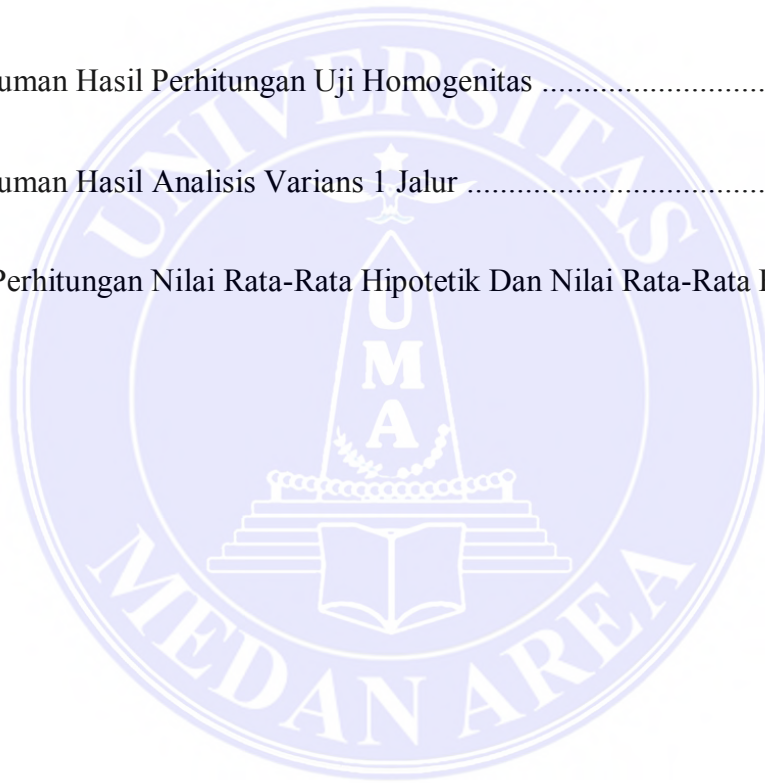 uman Hasil Perhitungan Uji Homogenitas ...........................
uman Hasil Analisis Varians 1 Jalur ....................................
Perhitungan Nilai Rata-Rata Hipotetik Dan Nilai Rata-Rata
UNIVERSITAS
UMA
MEDAN AREA